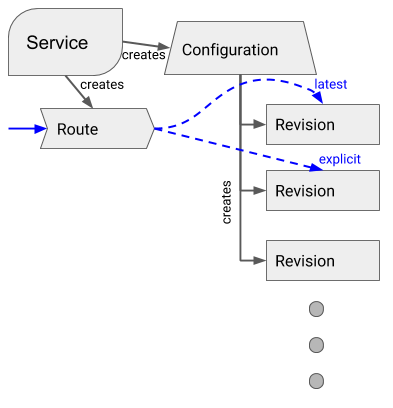 Service
creates
Configuration
creates
latest
Revision
Route
explicit
Revision
creates
Revision